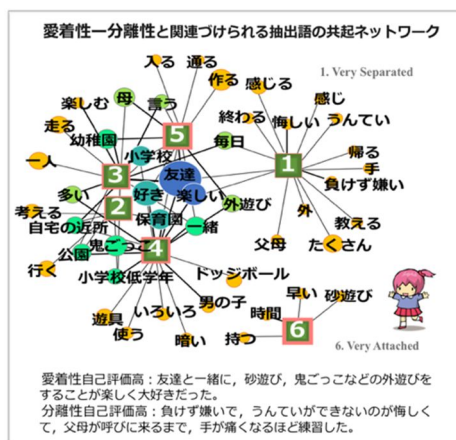 愛着性ー分離性と関連づけられる抽出語の共起ネットワーク
1. Very Separated
入る
通る
作る
感じる
母
言う
感じ
楽しむ
終わる
悔しい
うんてい
走る
幼稚園
5
毎日
小学校
帰る
一人
3
友達
1
手
好き
楽しい
負けず嫌い
多い
2
外遊び
外
考える
保育園
教える
自宅の近所
一緒
鬼ごっこ
4
父母
たくさん
公園
行く
小学校低学年
ドッジボール
男の子
早い
砂遊び
遊具
いろいろ
時間
使う
暗い
持つ
6
6. Very Attached
愛着性自己評価高：友達と一緒に，砂遊び，鬼ごっこなどの外遊びを
することが楽しく大好きだった。
分離性自己評価高：負けず嫌いで，うんていができないのが悔しく
て，父母が呼びに来るまで，手が痛くなるほど練習した。